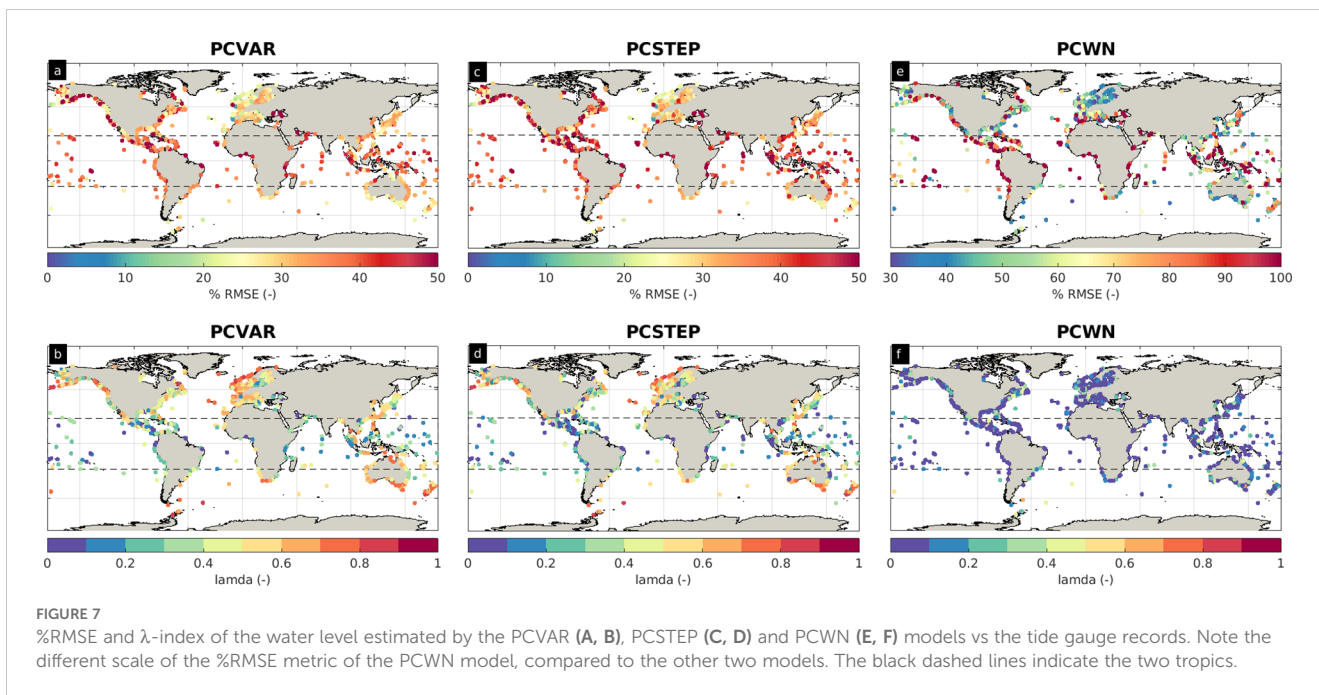 PCVAR
PCSTEP
PCWN
a
c
e
0 10 20 30 40 50
0 10 20 30 40 50
30 40 50 60 70 80 90 100
% RMSE (-)
% RMSE (-)
% RMSE (-)
PCVAR
PCSTEP
PCWN
b
d
f
0 0.2 0.4 0.6 0.8 1
0 0.2 0.4 0.6 0.8 1
0 0.2 0.4 0.6 0.8 1
lamda (-)
lamda (-)
lamda (-)
FIGURE 7
%RMSE and λ-index of the water level estimated by the PCVAR (A, B), PCSTEP (C, D) and PCWN (E, F) models vs the tide gauge records. Note the
different scale of the %RMSE metric of the PCWN model, compared to the other two models. The black dashed lines indicate the two tropics.